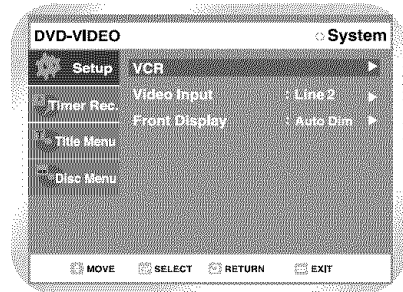 DVD-VIDEO System
Setup VCR
Timer Rec. Video Input : Line 2
Front Display : Auto Dim
Title Menu
Disc Menu
MOVE SELECT RETURN EXIT